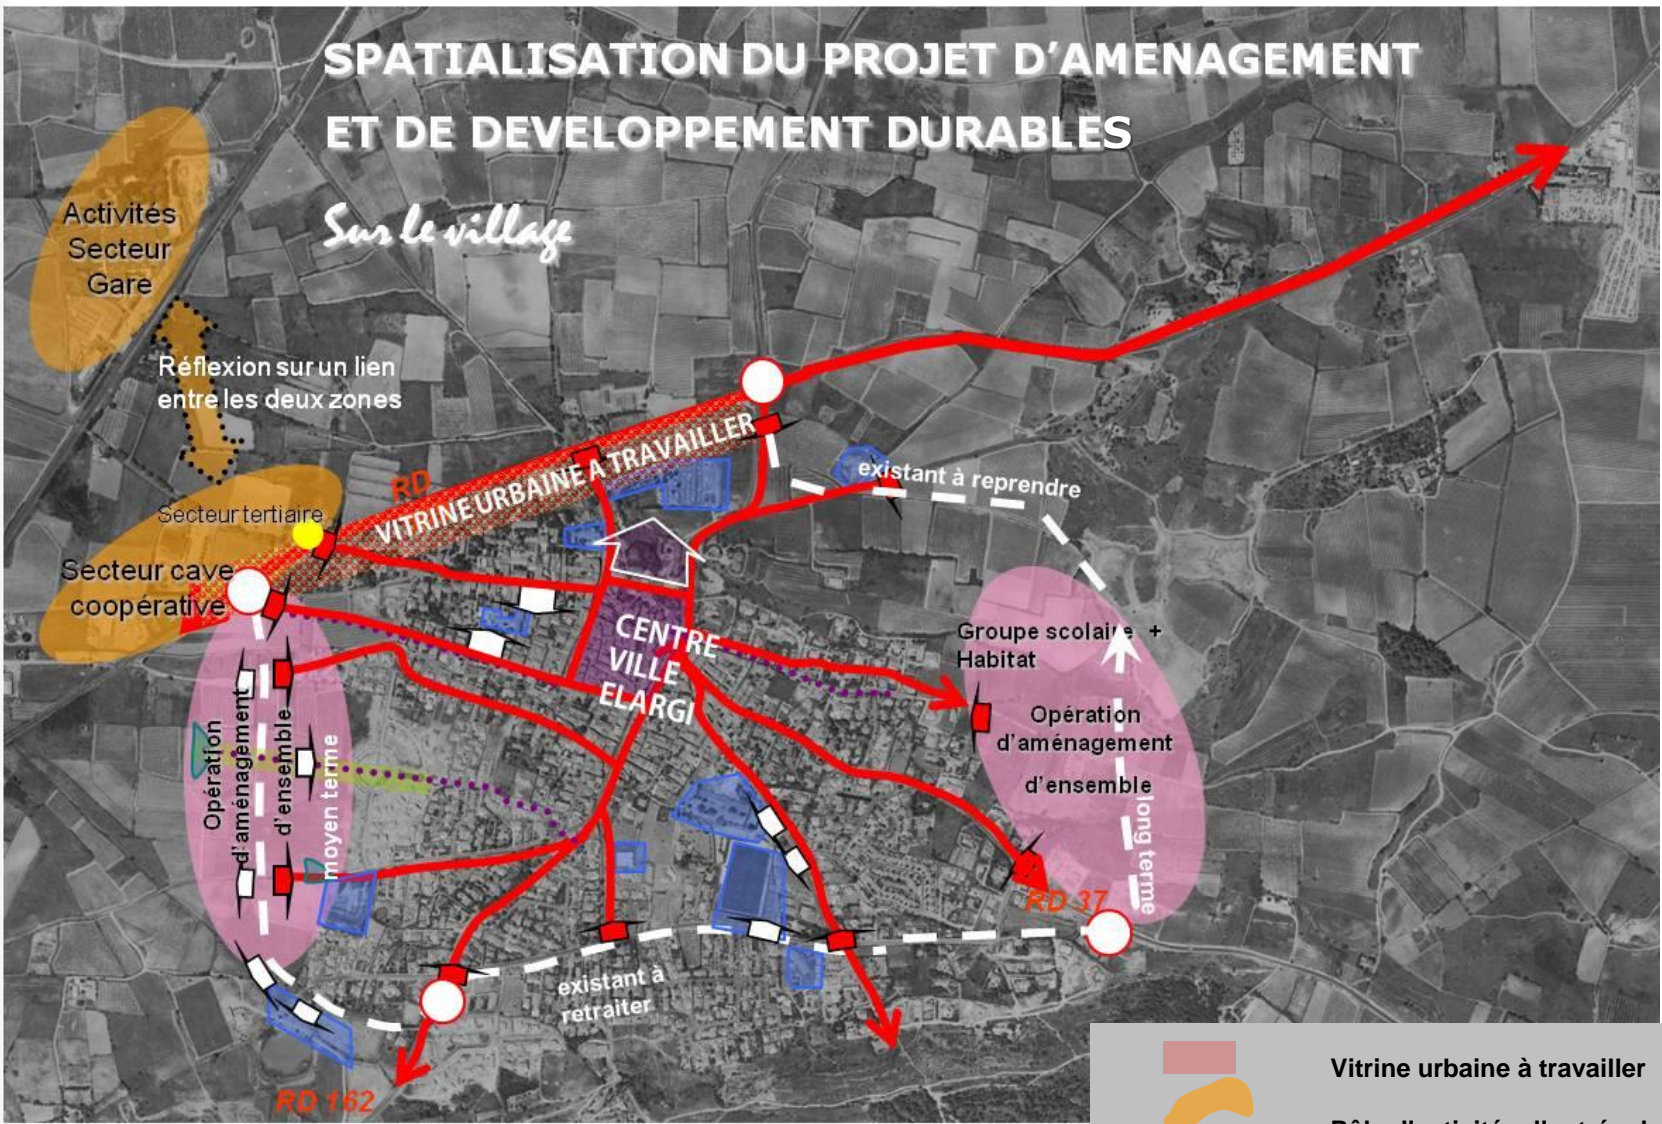 SPATIALISATION DU PROJET D'AMENAGEMENT
ET DE DEVELOPPEMENT DURABLES
Sur le village
Activités
Secteur
Gare
Réflexion sur un lien
entre les deux zones
RD
VITRINE URBAINE A TRAVAILLER
existant à reprendre
Secteur tertiaire
Secteur cave
coopérative
CENTRE
VILLE
ELARGI
Groupe scolaire +
Habitat
Opération
d'aménagement
d'ensemble
long terme
Opération
d'aménagement
d'ensemble
moyen terme
RD 37
existant à
retraiter
RD 162
Vitrine urbaine à travailler